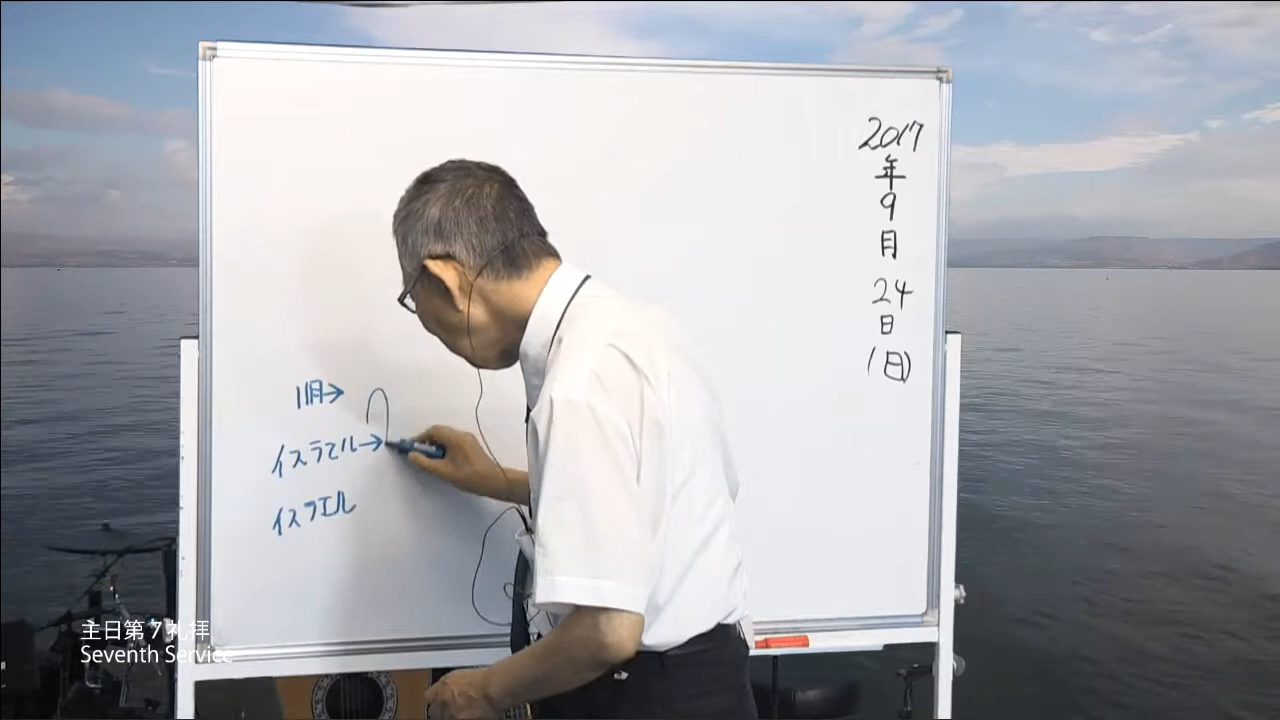 2017年9月24日(日)
イスラエル→
イスラエル
主日第7礼拝
Seventh Service